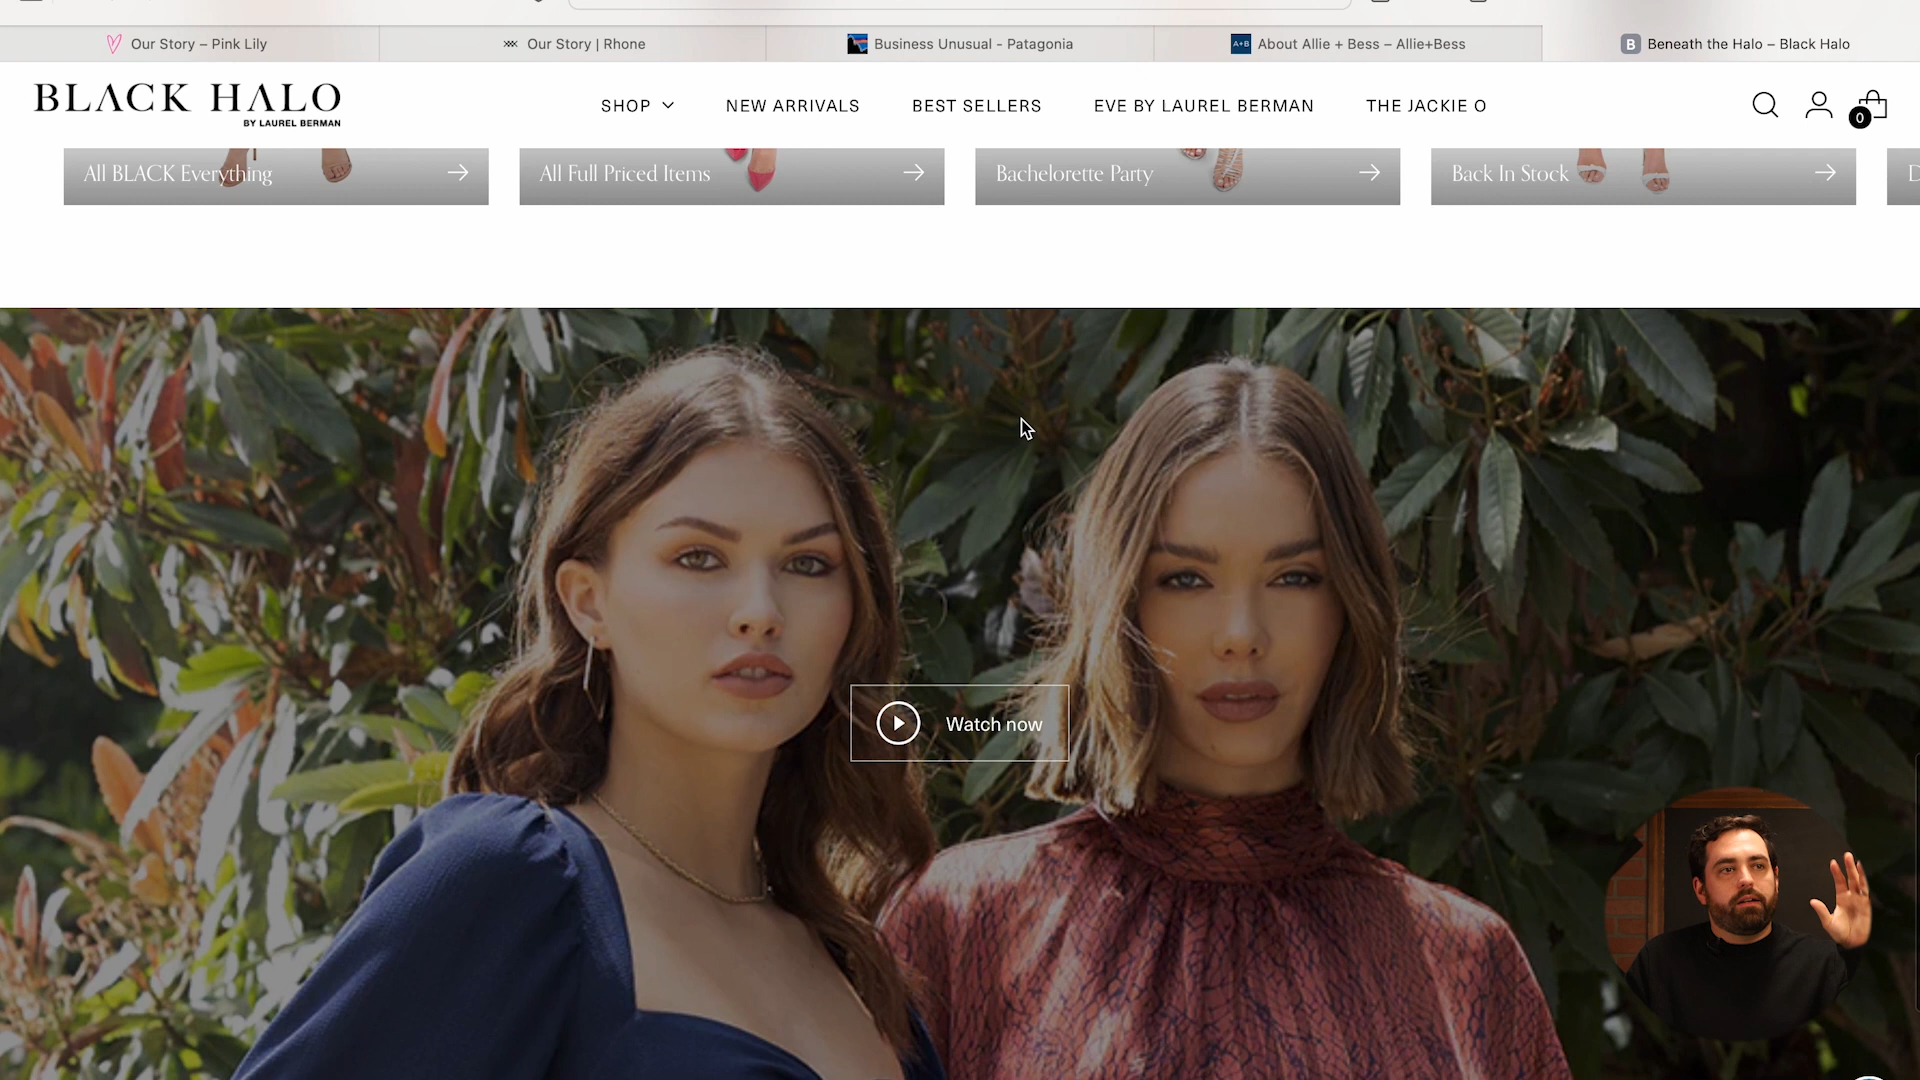 Our Story – Pink Lily
Our Story | Rhone
Business Unusual - Patagonia
A+B
About Allie + Bess – Allie+Bess
B
Beneath the Halo – Black Halo
BLACK HALO
BY LAUREL BERMAN
SHOP
NEW ARRIVALS
BEST SELLERS
EVE BY LAUREL BERMAN
THE JACKIE O
0
All BLACK Everything
All Full Priced Items
Bachelorette Party
Back In Stock
Watch now